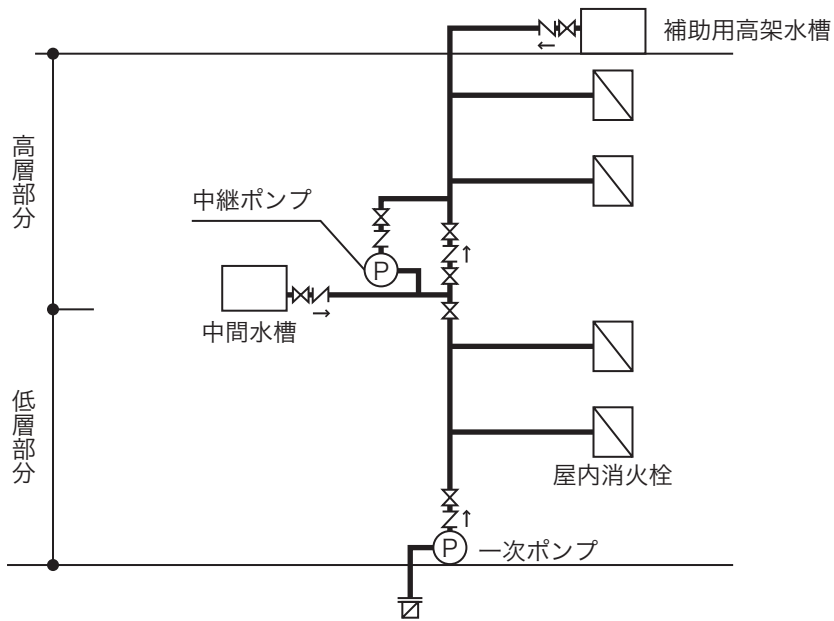 補助用高架水槽
高層部分
中継ポンプ
P
中間水槽
低層部分
屋内消火栓
P
一次ポンプ